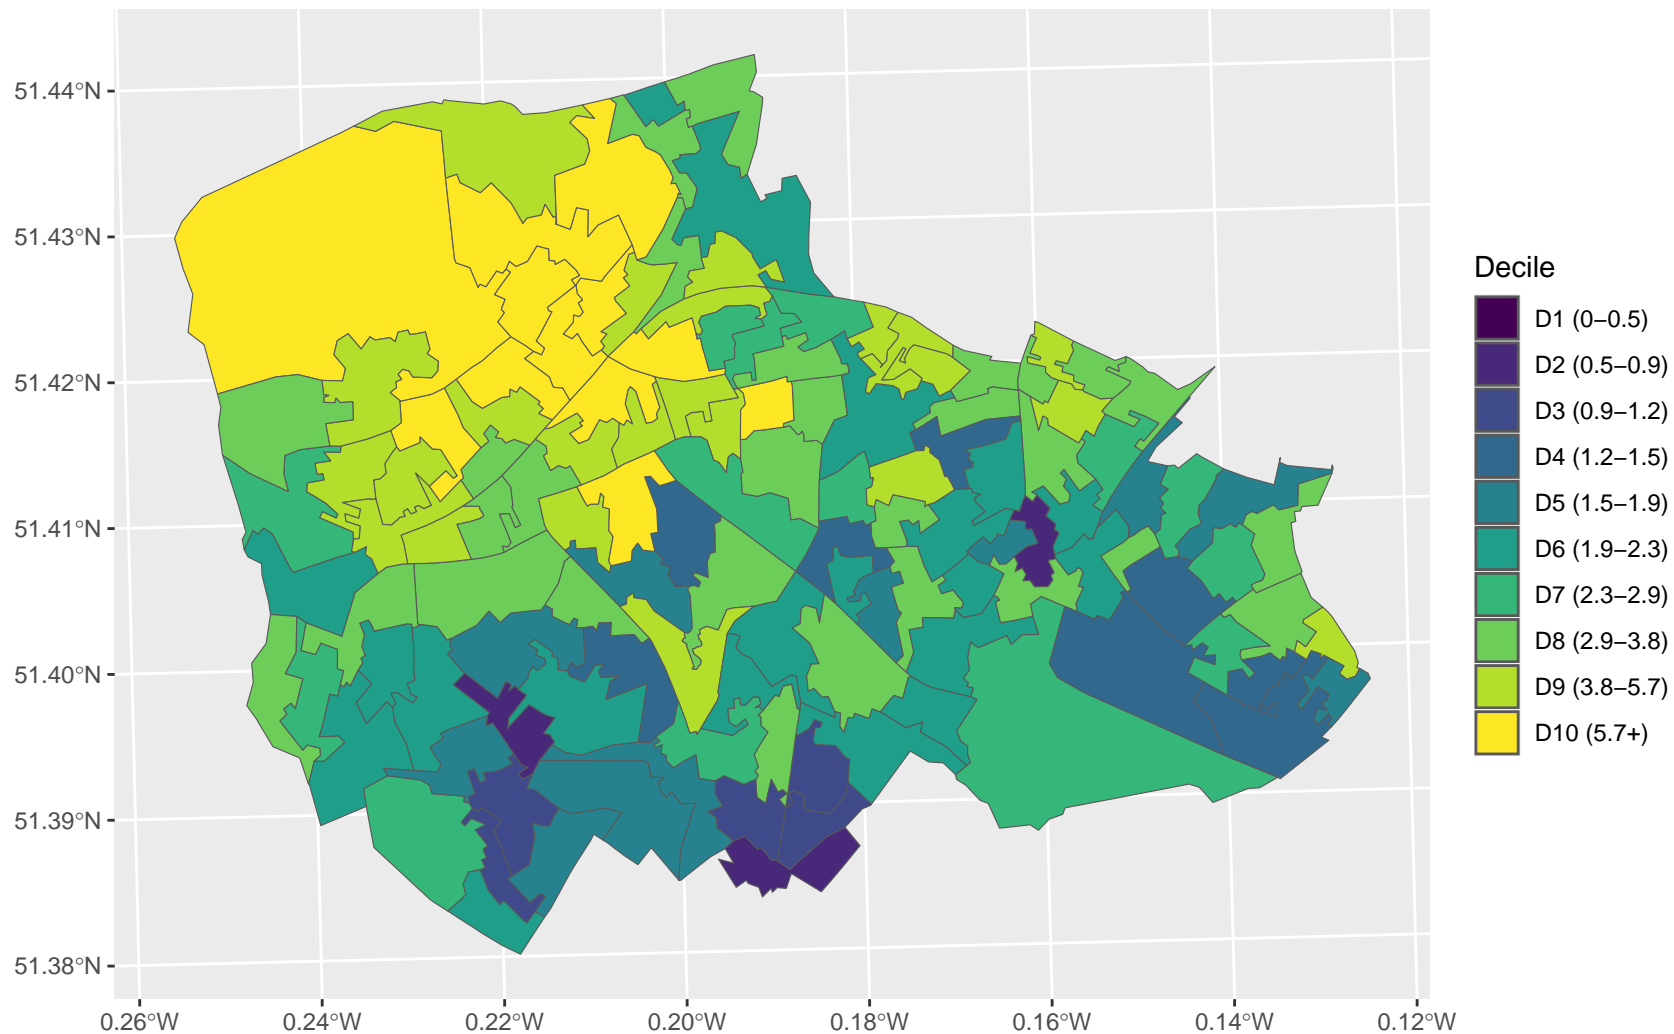 51.44°N
51.43°N
51.42°N
51.41°N
51.40°N
51.39°N
51.38°N
0.26°W
0.24°W
0.22°W
0.20°W
0.18°W
0.16°W
0.14°W
0.12°W
Decile
D1 (0−0.5)
D2 (0.5−0.9)
D3 (0.9−1.2)
D4 (1.2−1.5)
D5 (1.5−1.9)
D6 (1.9−2.3)
D7 (2.3−2.9)
D8 (2.9−3.8)
D9 (3.8−5.7)
D10 (5.7+)